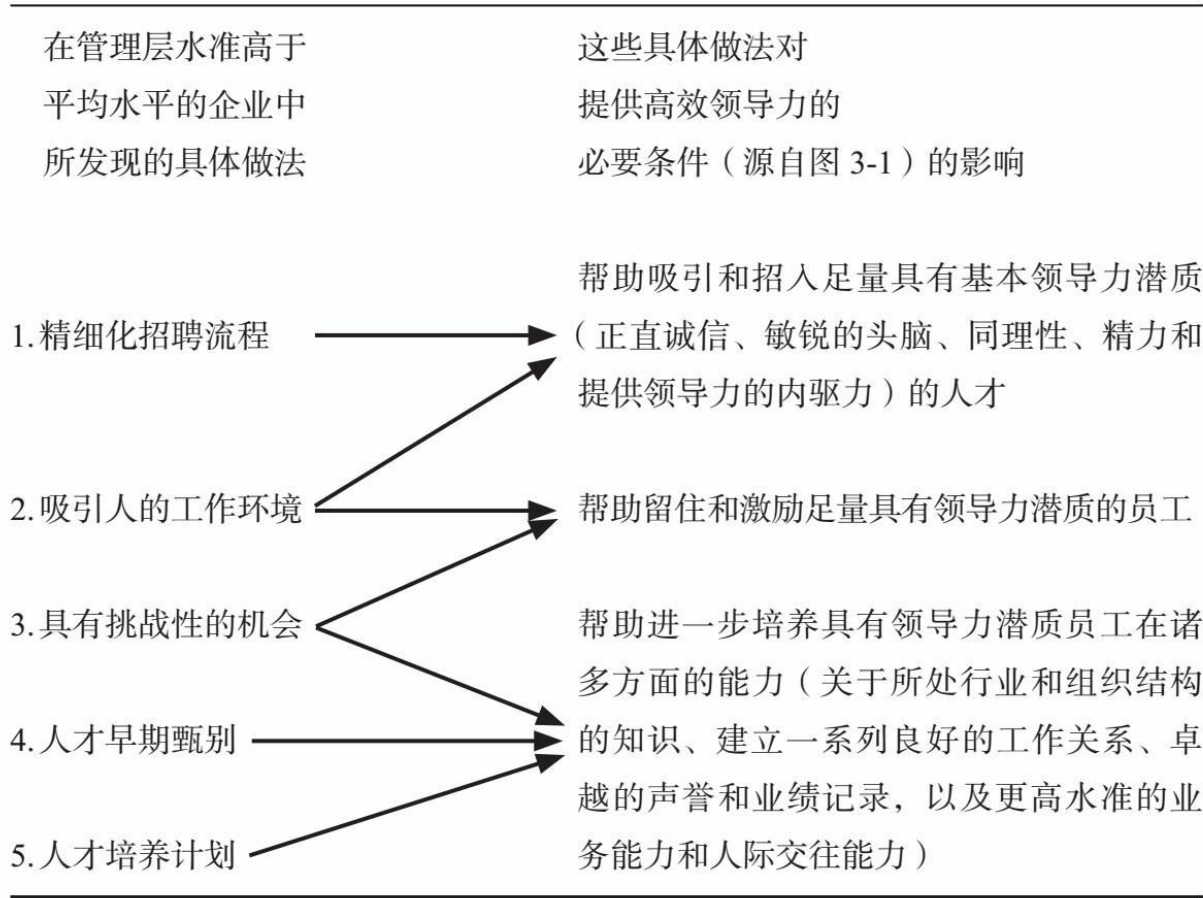 在管理层水准高于
平均水平的企业中
所发现的具体做法
这些具体做法对
提供高效领导力的
必要条件（源自图 3-1）的影响
1.精细化招聘流程
帮助吸引和招入足量具有基本领导力潜质
（正直诚信、敏锐的头脑、同理性、精力和
提供领导力的内驱力）的人才
2.吸引人的工作环境
帮助留住和激励足量具有领导力潜质的员工
3.具有挑战性的机会
4.人才早期甄别
5.人才培养计划
帮助进一步培养具有领导力潜质员工在诸
多方面的能力（关于所处行业和组织结构
的知识、建立一系列良好的工作关系、卓
越的声誉和业绩记录，以及更高水准的业
务能力和人际交往能力）